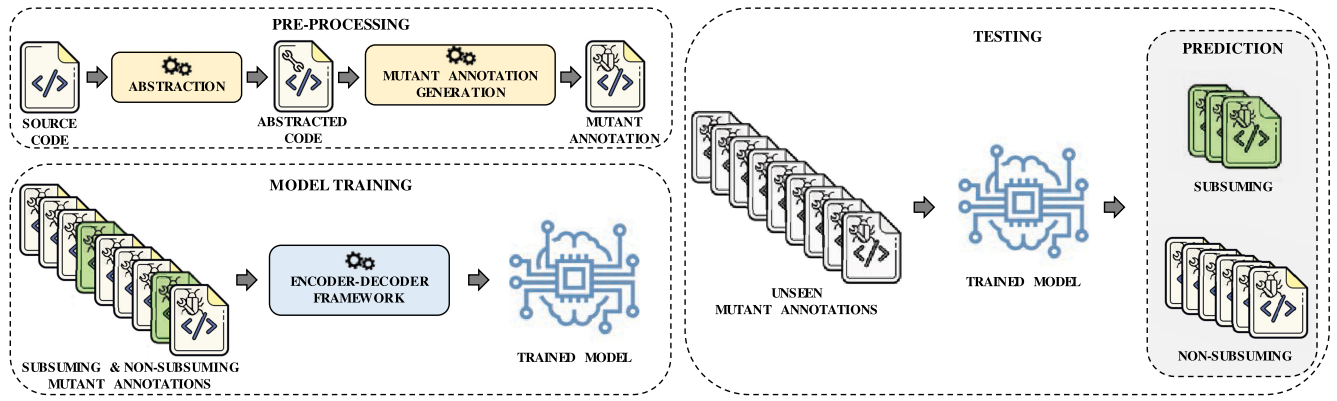 PRE-PROCESSING
ABSTRACTION
MUTANT ANNOTATION
GENERATION
SOURCE
CODE
ABSTRACTED
CODE
MUTANT
ANNOTATION
MODEL TRAINING
ENCODER-DECODER
FRAMEWORK
TRAINED MODEL
SUBSUMING & NON-SUBSUMING
MUTANT ANNOTATIONS
TESTING
UNSEEN
MUTANT ANNOTATIONS
TRAINED MODEL
PREDICTION
SUBSUMING
NON-SUBSUMING